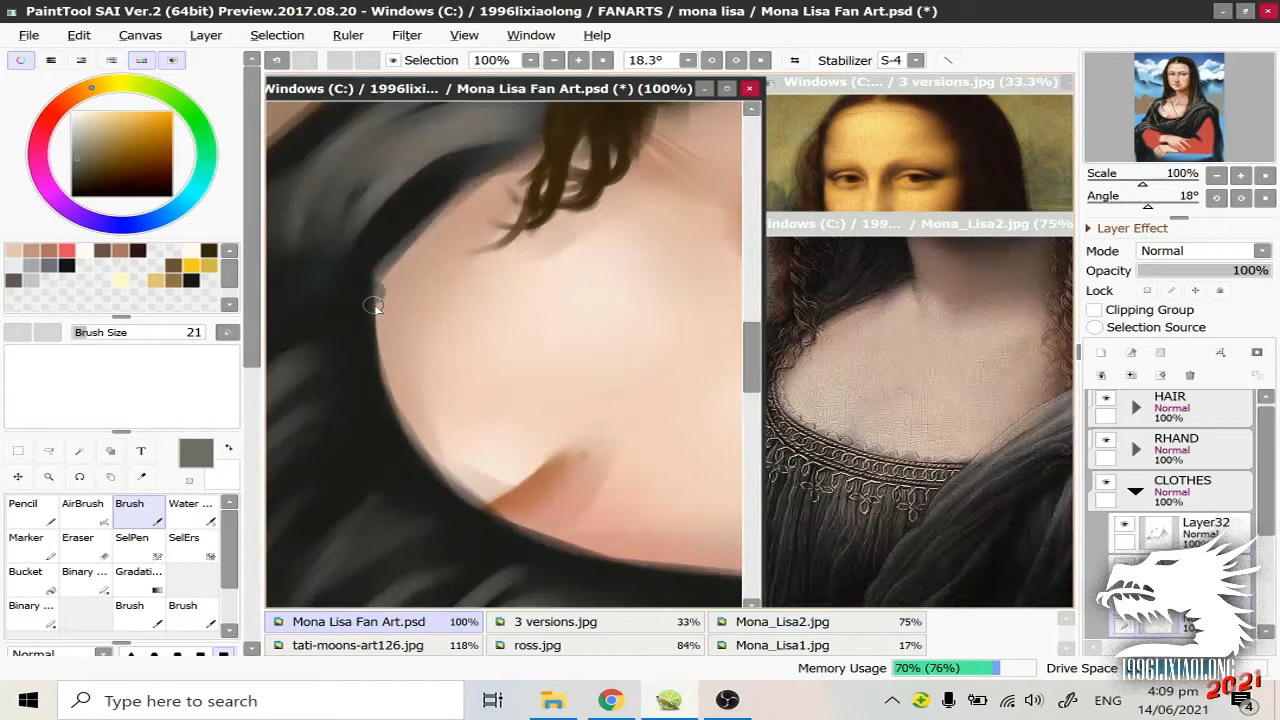 PaintTool SAI Ver.2 (64bit) Preview.2017.08.20 - Windows (C:) / 1996lixiaolong / FANARTS / mona lisa / Mona Lisa Fan Art.psd (*)
File Edit Canvas Layer Selection Ruler Filter View Window Help
Selection 100% 18.3° Stabilizer S-4
Windows (C:) / 1996lixi... / Mona Lisa Fan Art.psd (*) (100%)
Windows (C:... / 3 versions.jpg (33.3%)
indows (C:) / 199... / Mona_Lisa2.jpg (75%
Scale 100%
Angle 18°
Layer Effect
Mode Normal
Opacity 100%
Lock
Clipping Group
Selection Source
Brush Size 21
T
Pencil AirBrush Brush Water ...
Marker Eraser SelPen SelErs
Bucket Binary ... Gradati...
Binary ... Brush Brush
Normal
HAIR
Normal
100%
RHAND
Normal
100%
CLOTHES
Normal
100%
Layer32
Normal
100%
Mona Lisa Fan Art.psd 100% 3 versions.jpg 33% Mona_Lisa2.jpg 75%
tati-moons-art126.jpg 118% ross.jpg 84% Mona_Lisa1.jpg 17%
Memory Usage 70% (76%) Drive Space
1996LIXIAOLONG
2021
Type here to search
ENG
4:09 pm
14/06/2021
4